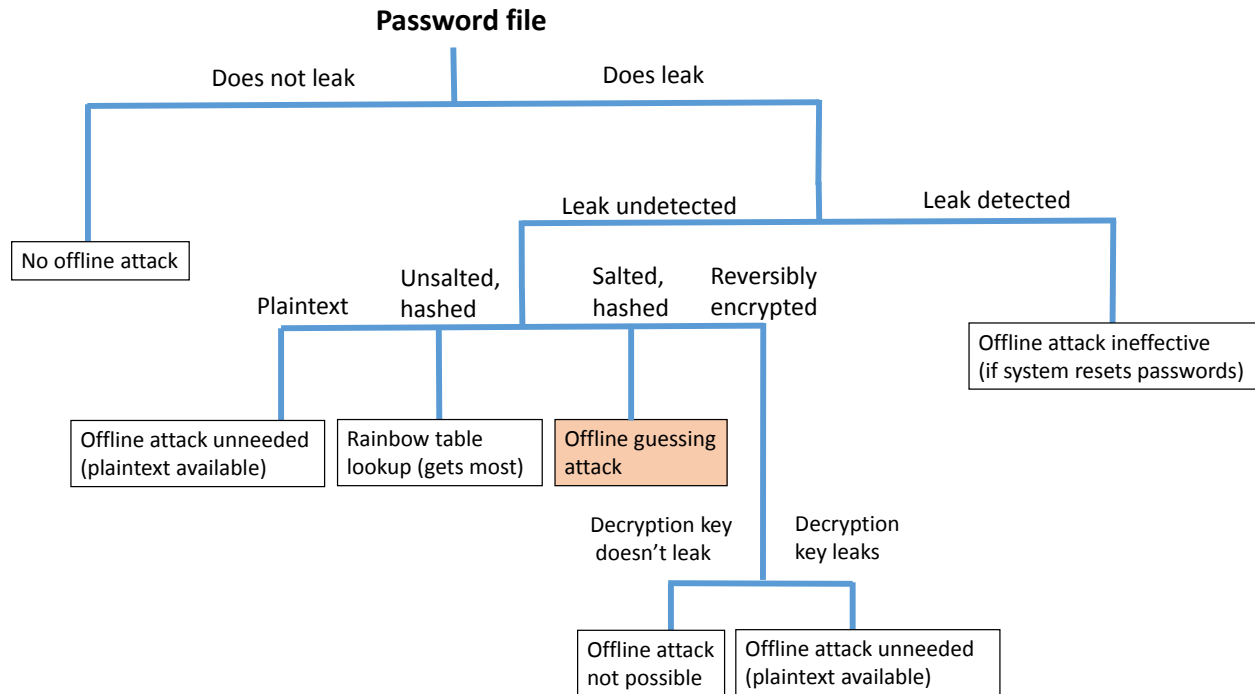 Password file
Does not leak
Does leak
Leak undetected
Leak detected
No offline attack
Plaintext
Unsalted,
hashed
Salted,
hashed
Reversibly
encrypted
Offline attack ineffective
(if system resets passwords)
Offline attack unneeded
(plaintext available)
Rainbow table
lookup (gets most)
Offline guessing
attack
Decryption key
doesn’t leak
Decryption
key leaks
Offline attack
not possible
Offline attack unneeded
(plaintext available)